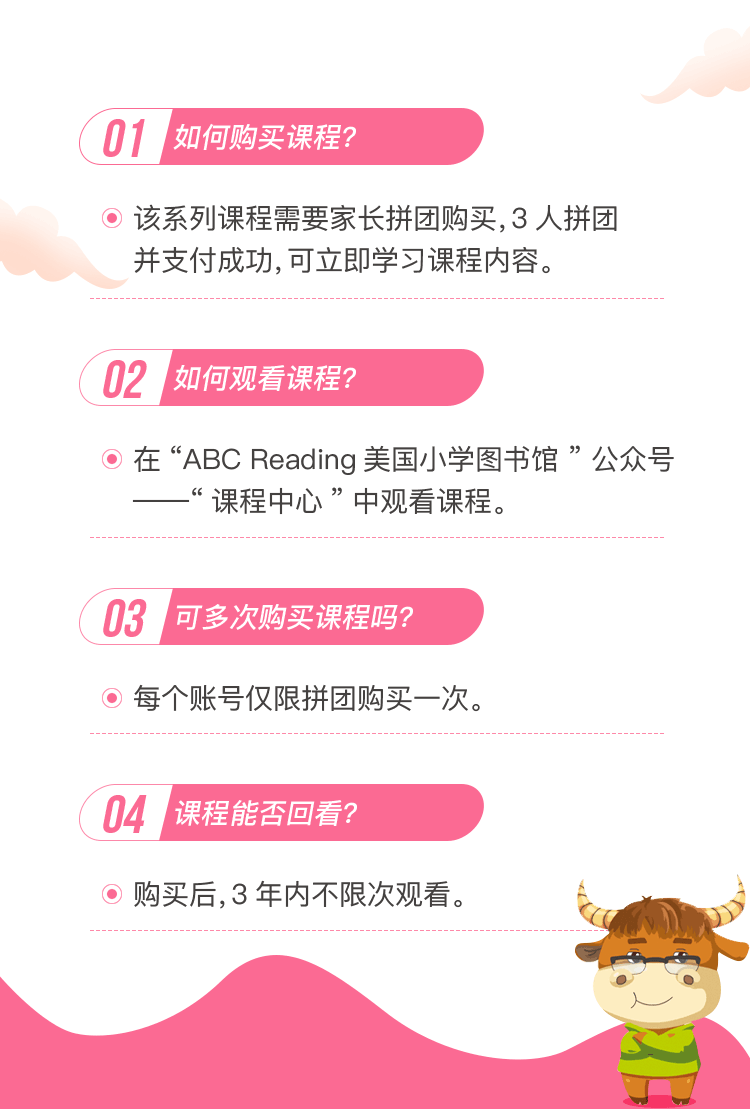 01 如何购买课程?
该系列课程需要家长拼团购买,3 人拼团
并支付成功,可立即学习课程内容。
02 如何观看课程?
在 “ABC Reading 美国小学图书馆 ” 公众号
——“ 课程中心 ” 中观看课程。
03 可多次购买课程吗?
每个账号仅限拼团购买一次。
04 课程能否回看?
购买后,3 年内不限次观看。